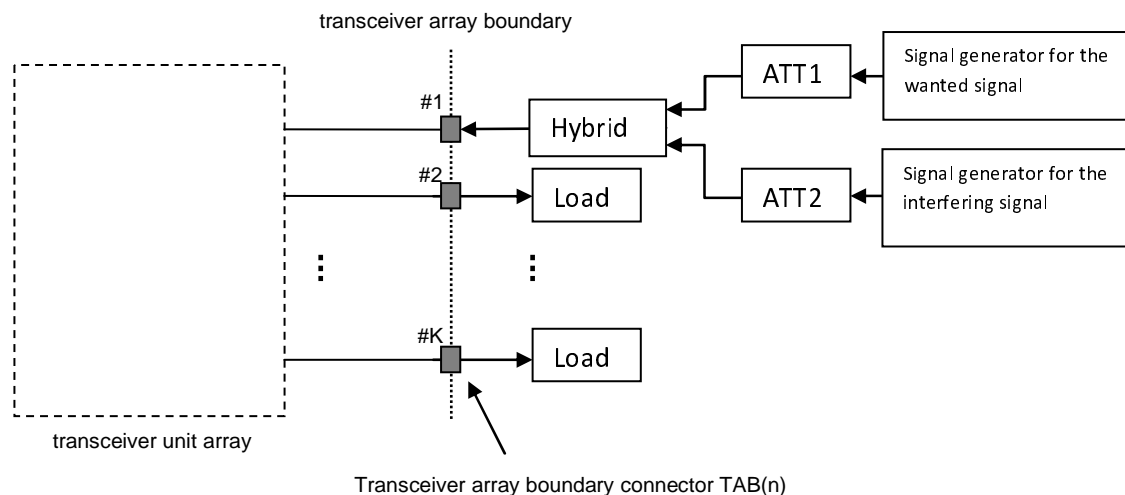 transceiver array boundary
Signal generator for the
wanted signal
ATT1
#1
Hybrid
#2
Load
ATT2
Signal generator for the
interfering signal
#K
Load
transceiver unit array
Transceiver array boundary connector TAB(n)